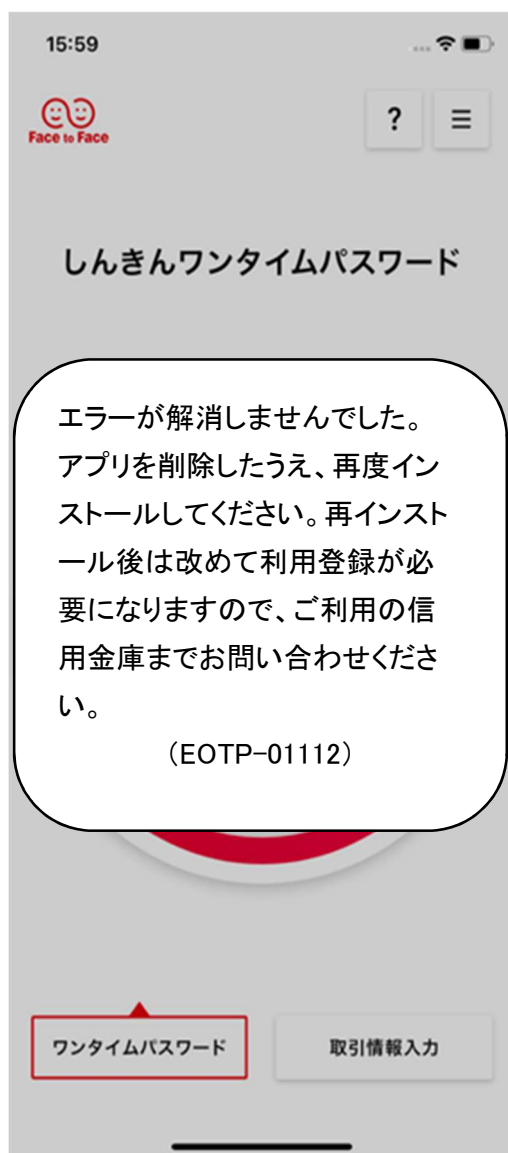 15:59
Face to Face
?
しんきんワンタイムパスワード
エラーが解消しませんでした。
アプリを削除したうえ、再度イン
ストールしてください。再インスト
ール後は改めて利用登録が必
要になりますので、ご利用の信
用金庫までお問い合わせくださ
い。
（EOTP-01112）
ワンタイムパスワード
取引情報入力